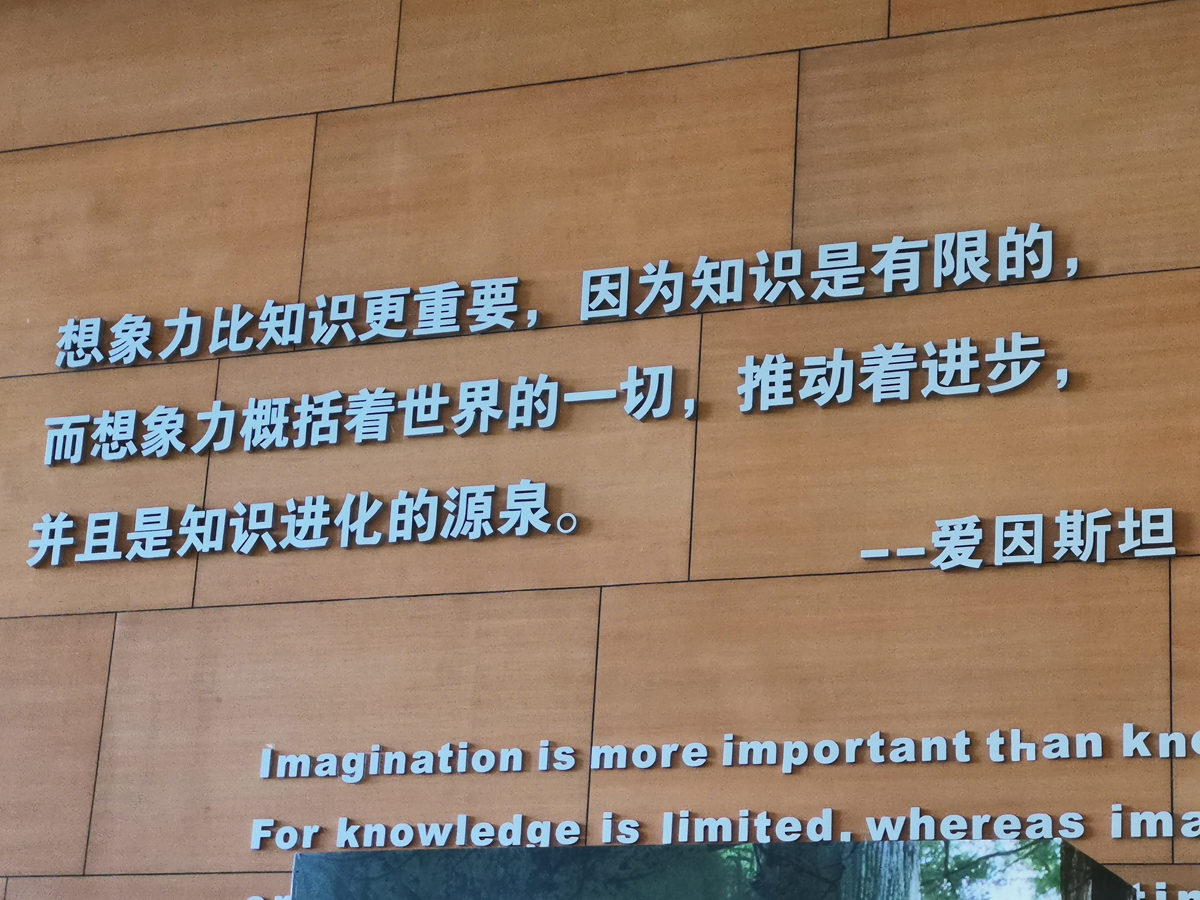 想象力比知识更重要，因为知识是有限的，
而想象力概括着世界的一切，推动着进步，
并且是知识进化的源泉。
--爱因斯坦
Imagination is more important than
For knowledge is limited, whereas